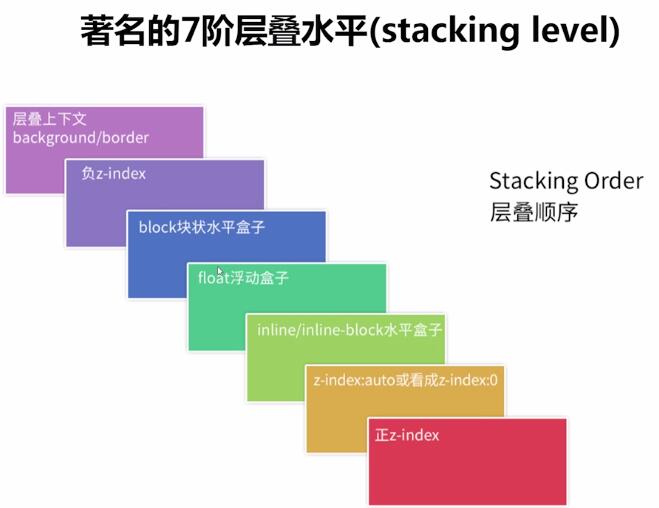 著名的7阶层叠水平(stacking level)
层叠上下文
background/border
负z-index
block块状水平盒子
Stacking Order
层叠顺序
float浮动盒子
inline/inline-block水平盒子
z-index:auto或看成z-index:0
正z-index